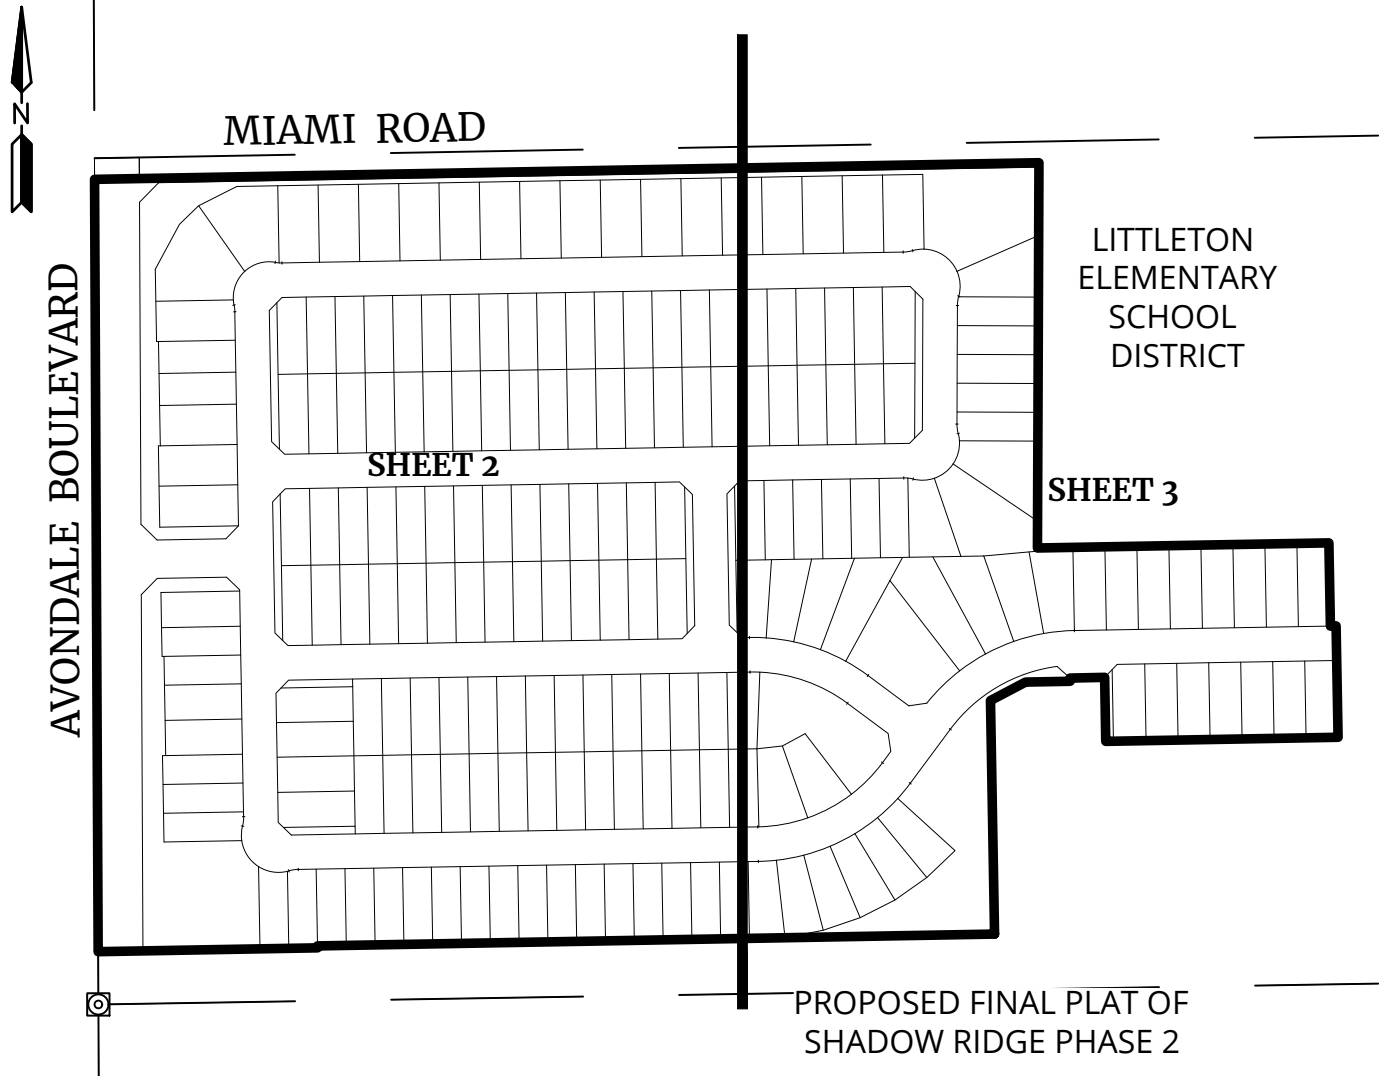 N
MIAMI ROAD
LITTLETON
ELEMENTARY
SCHOOL
DISTRICT
AVONDALE BOULEVARD
SHEET 2
SHEET 3
PROPOSED FINAL PLAT OF
SHADOW RIDGE PHASE 2